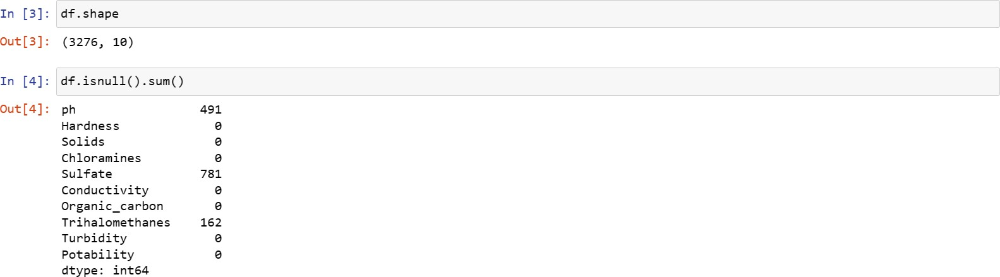 In [3]: df.shape
Out[3]: (3276, 10)
In [4]: df.isnull().sum()
Out[4]: ph 491
Hardness 0
Solids 0
Chloramines 0
Sulfate 781
Conductivity 0
Organic_carbon 0
Trihalomethanes 162
Turbidity 0
Potability 0
dtype: int64